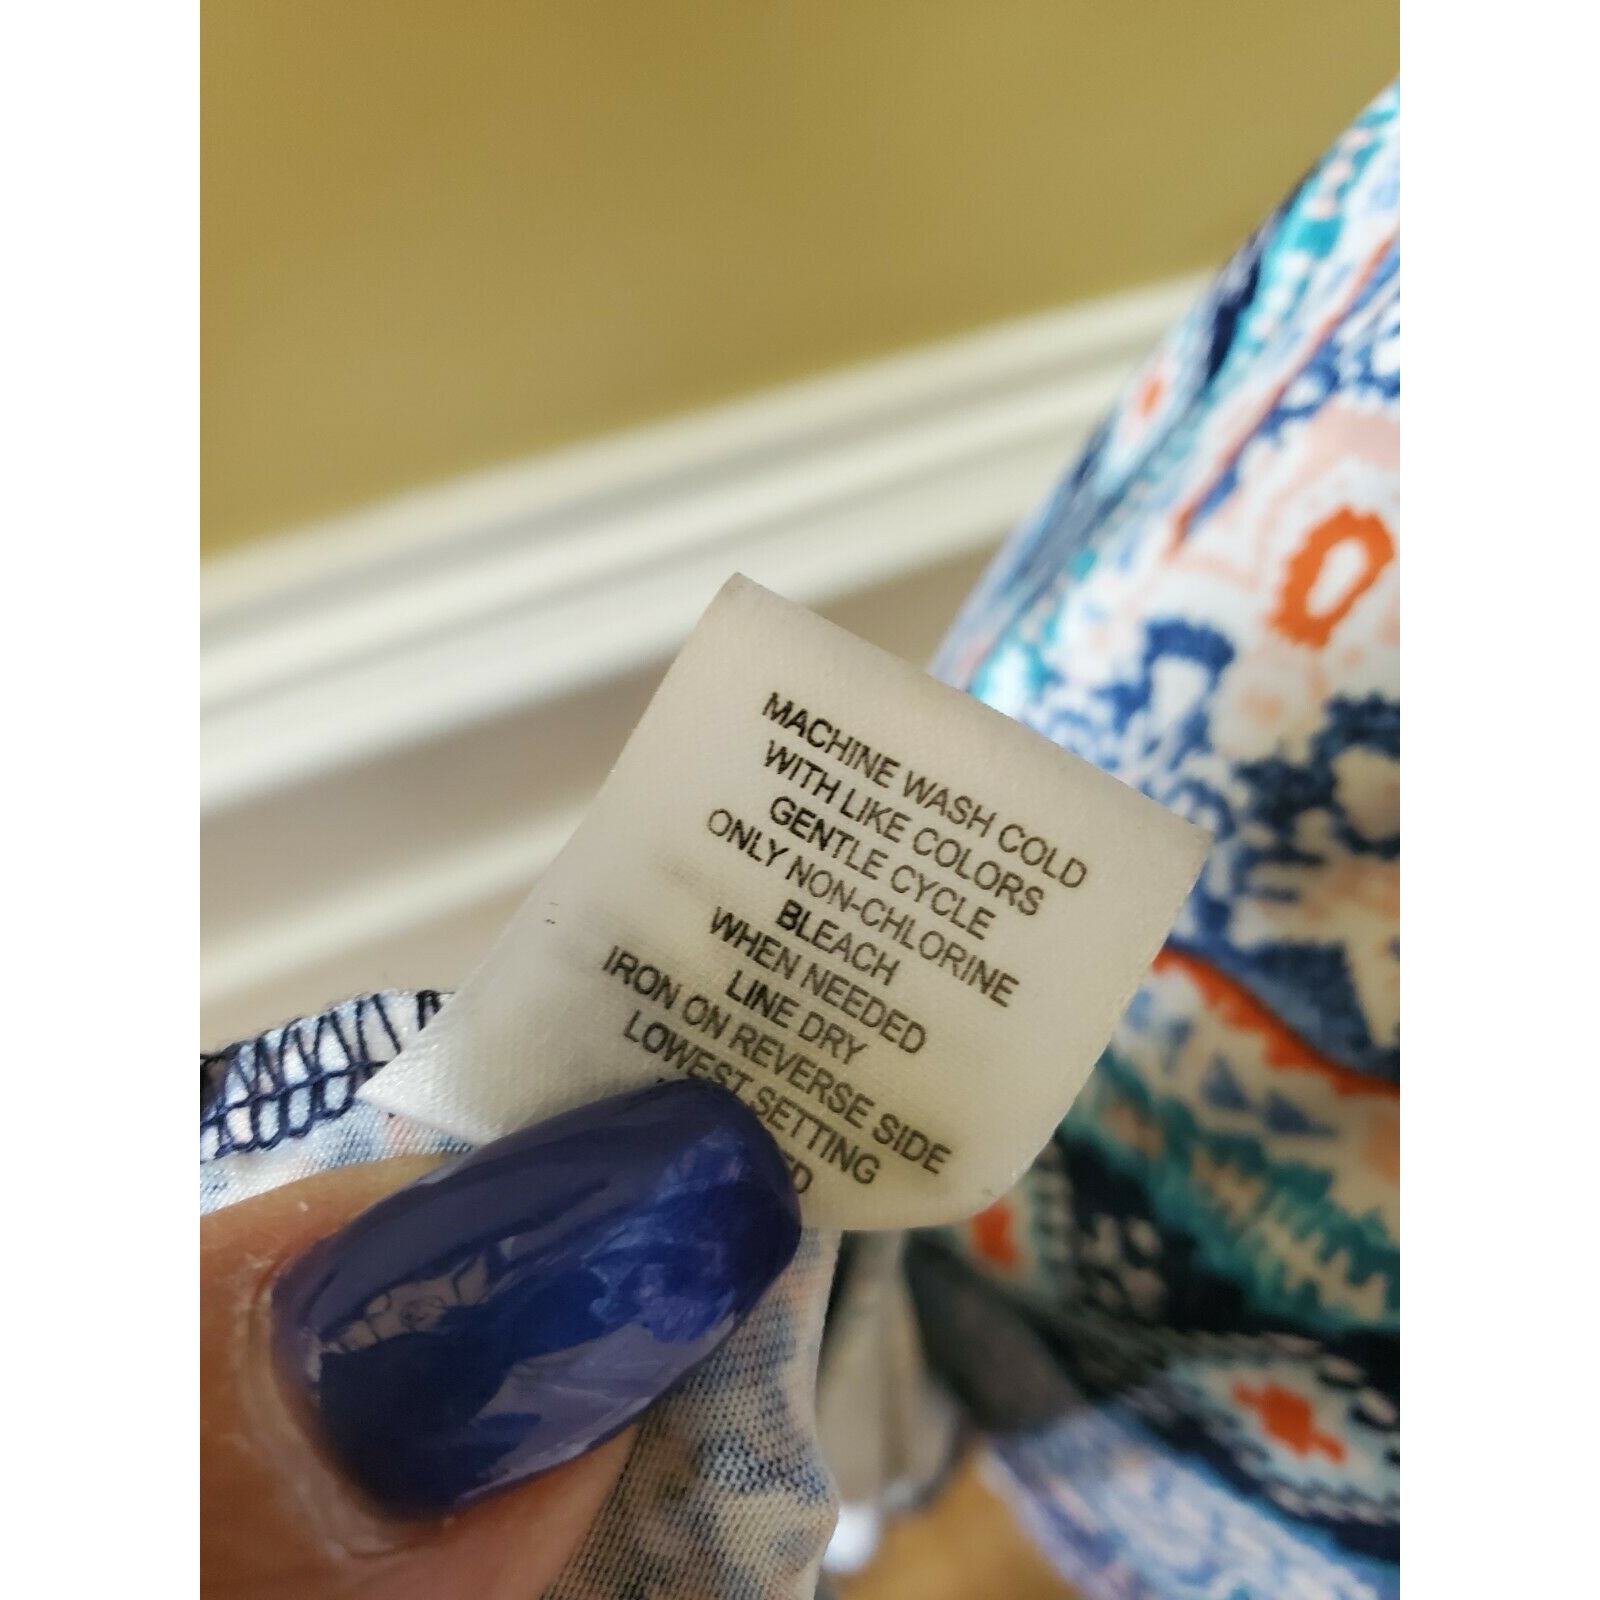 MACHINE WASH COLD
WITH LIKE COLORS
GENTLE CYCLE
ONLY NON-CHLORINE
BLEACH
WHEN NEEDED
LINE DRY
IRON ON REVERSE SIDE
LOWEST SETTING